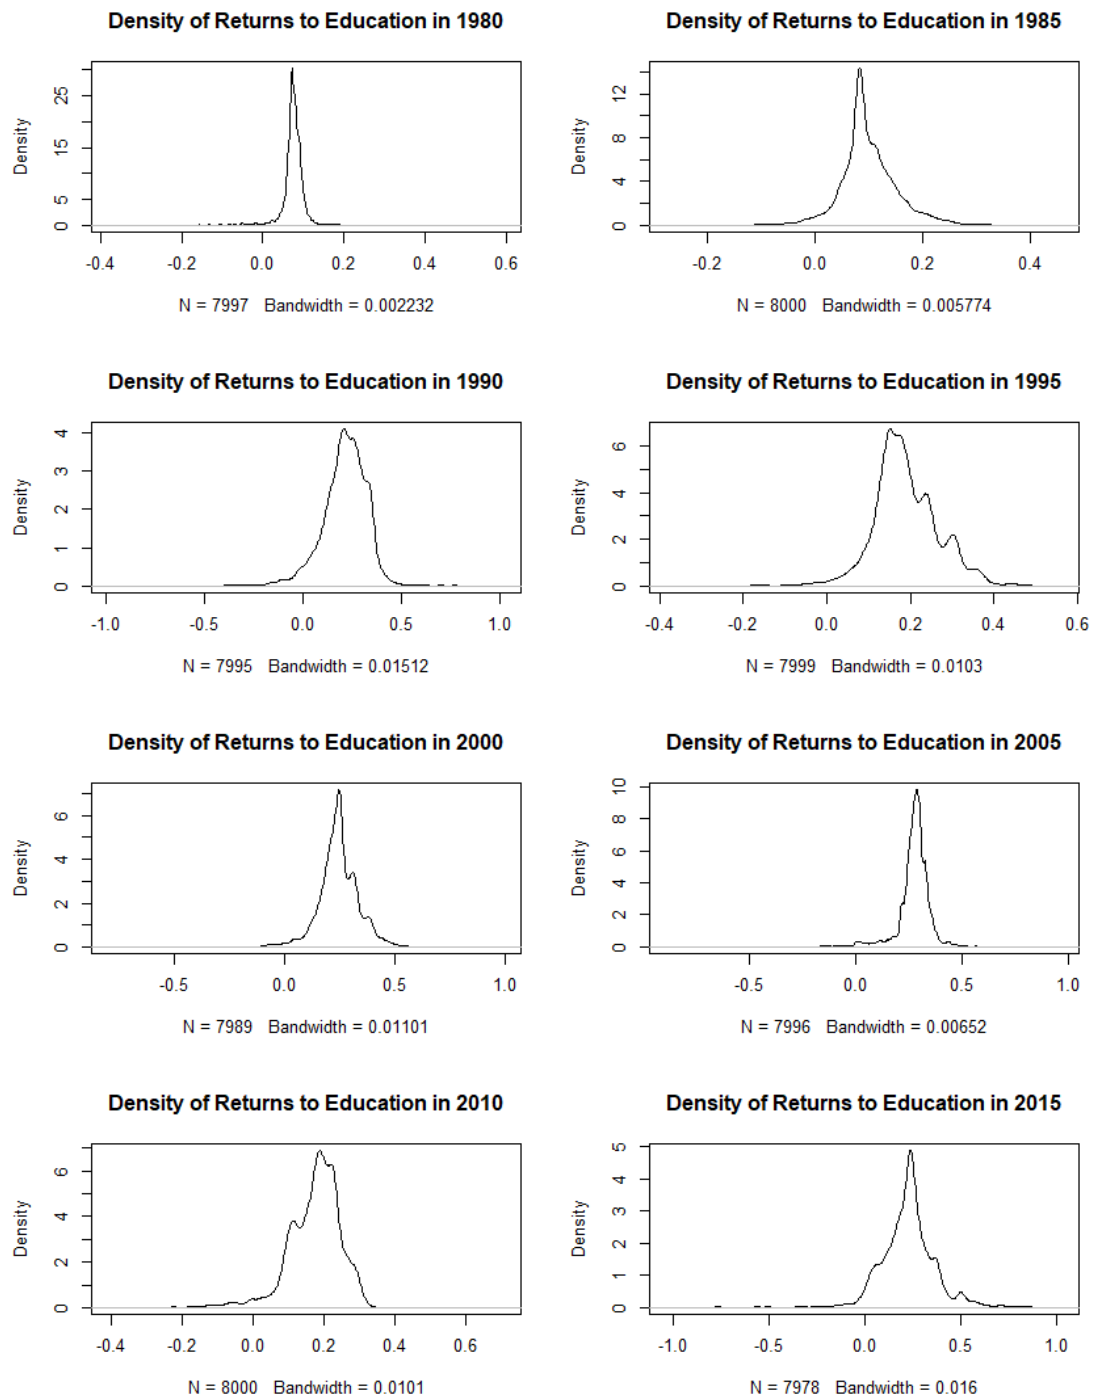 Density of Returns to Education in 1980
Density
0 5 15 25
-0.4 -0.2 0.0 0.2 0.4 0.6
N = 7997 Bandwidth = 0.002232
Density of Returns to Education in 1985
Density
0 4 8 12
-0.2 0.0 0.2 0.4
N = 8000 Bandwidth = 0.005774
Density of Returns to Education in 1990
Density
0 1 2 3 4
-1.0 -0.5 0.0 0.5 1.0
N = 7995 Bandwidth = 0.01512
Density of Returns to Education in 1995
Density
0 2 4 6
-0.4 -0.2 0.0 0.2 0.4 0.6
N = 7999 Bandwidth = 0.0103
Density of Returns to Education in 2000
Density
0 2 4 6
-0.5 0.0 0.5 1.0
N = 7989 Bandwidth = 0.01101
Density of Returns to Education in 2005
Density
0 2 4 6 8 10
-0.5 0.0 0.5 1.0
N = 7996 Bandwidth = 0.00652
Density of Returns to Education in 2010
Density
0 2 4 6
-0.4 -0.2 0.0 0.2 0.4 0.6
N = 8000 Bandwidth = 0.0101
Density of Returns to Education in 2015
Density
0 1 2 3 4 5
-1.0 -0.5 0.0 0.5 1.0
N = 7978 Bandwidth = 0.016